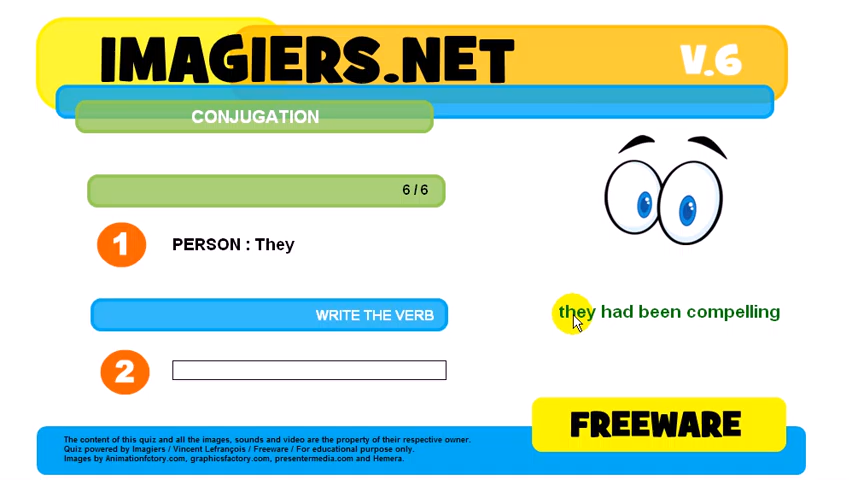 IMAGIERS.NET
V.6
CONJUGATION
6 / 6
1
PERSON : They
they had been compelling
WRITE THE VERB
2
FREEWARE
The content of this quiz and all the images, sounds and video are the property of their respective owner.
Quiz powered by Imagiers / Vincent Lefrançois / Freeware / For educational purpose only.
Images by Animationfctory.com, graphicsfactory.com, presentermedia.com and Hemera.